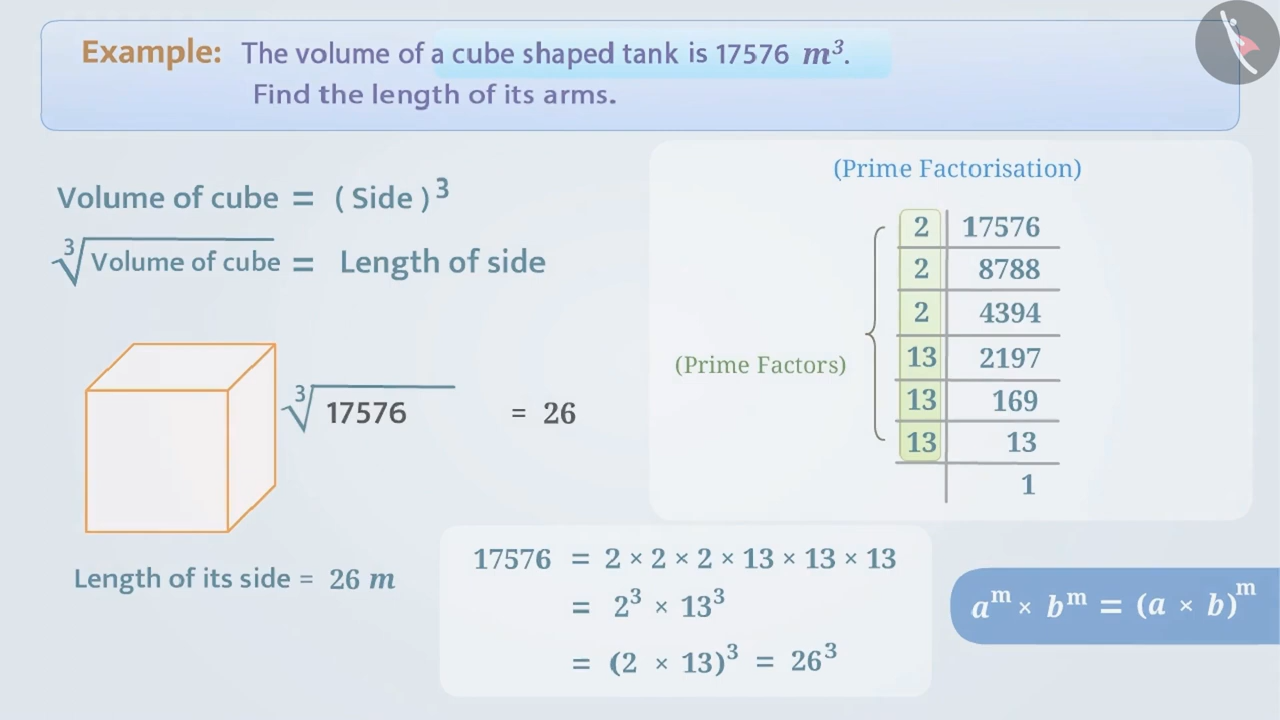 Example: The volume of a cube shaped tank is 17576 m³.
Find the length of its arms.
Volume of cube = ( Side )³
∛Volume of cube = Length of side
∛17576 = 26
Length of its side = 26 m
(Prime Factorisation)
(Prime Factors)
2 | 17576
2 | 8788
2 | 4394
13 | 2197
13 | 169
13 | 13
| 1
17576 = 2 × 2 × 2 × 13 × 13 × 13
= 2³ × 13³
= (2 × 13)³ = 26³
aᵐ × bᵐ = (a × b)ᵐ